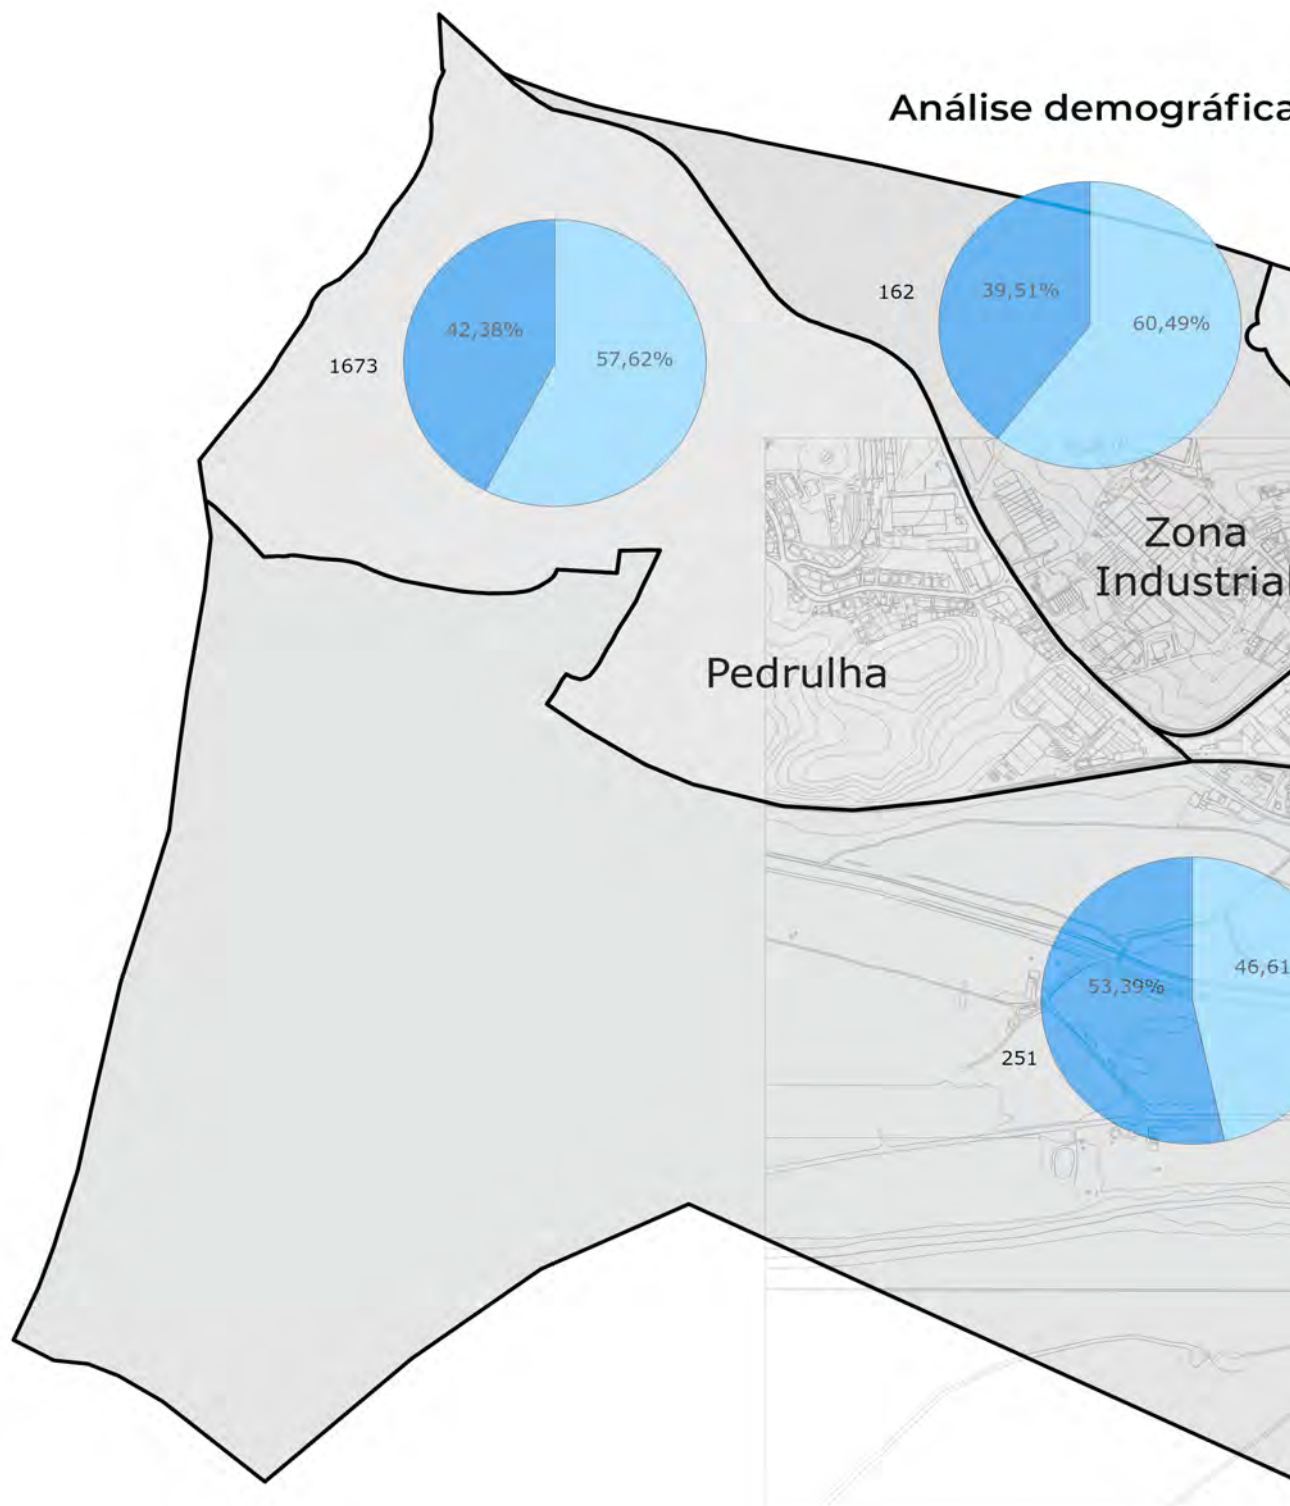 Análise demográfica
162
39,51%
60,49%
42,38%
57,62%
1673
Zona
Industrial
Pedrulha
46,61
53,39%
251